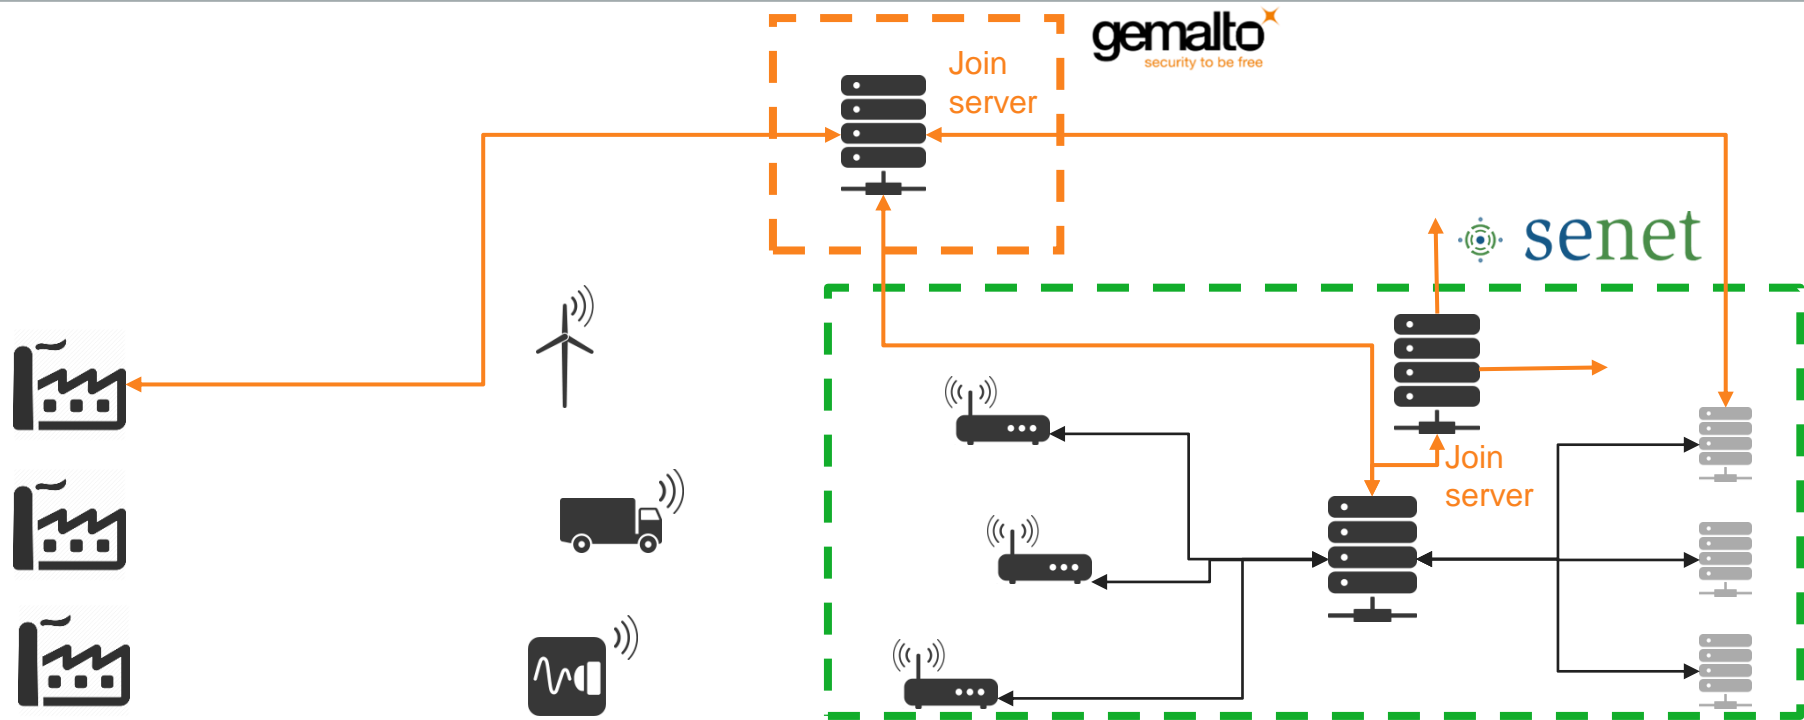 gemalto
security to be free
Join
server
senet
Join
server